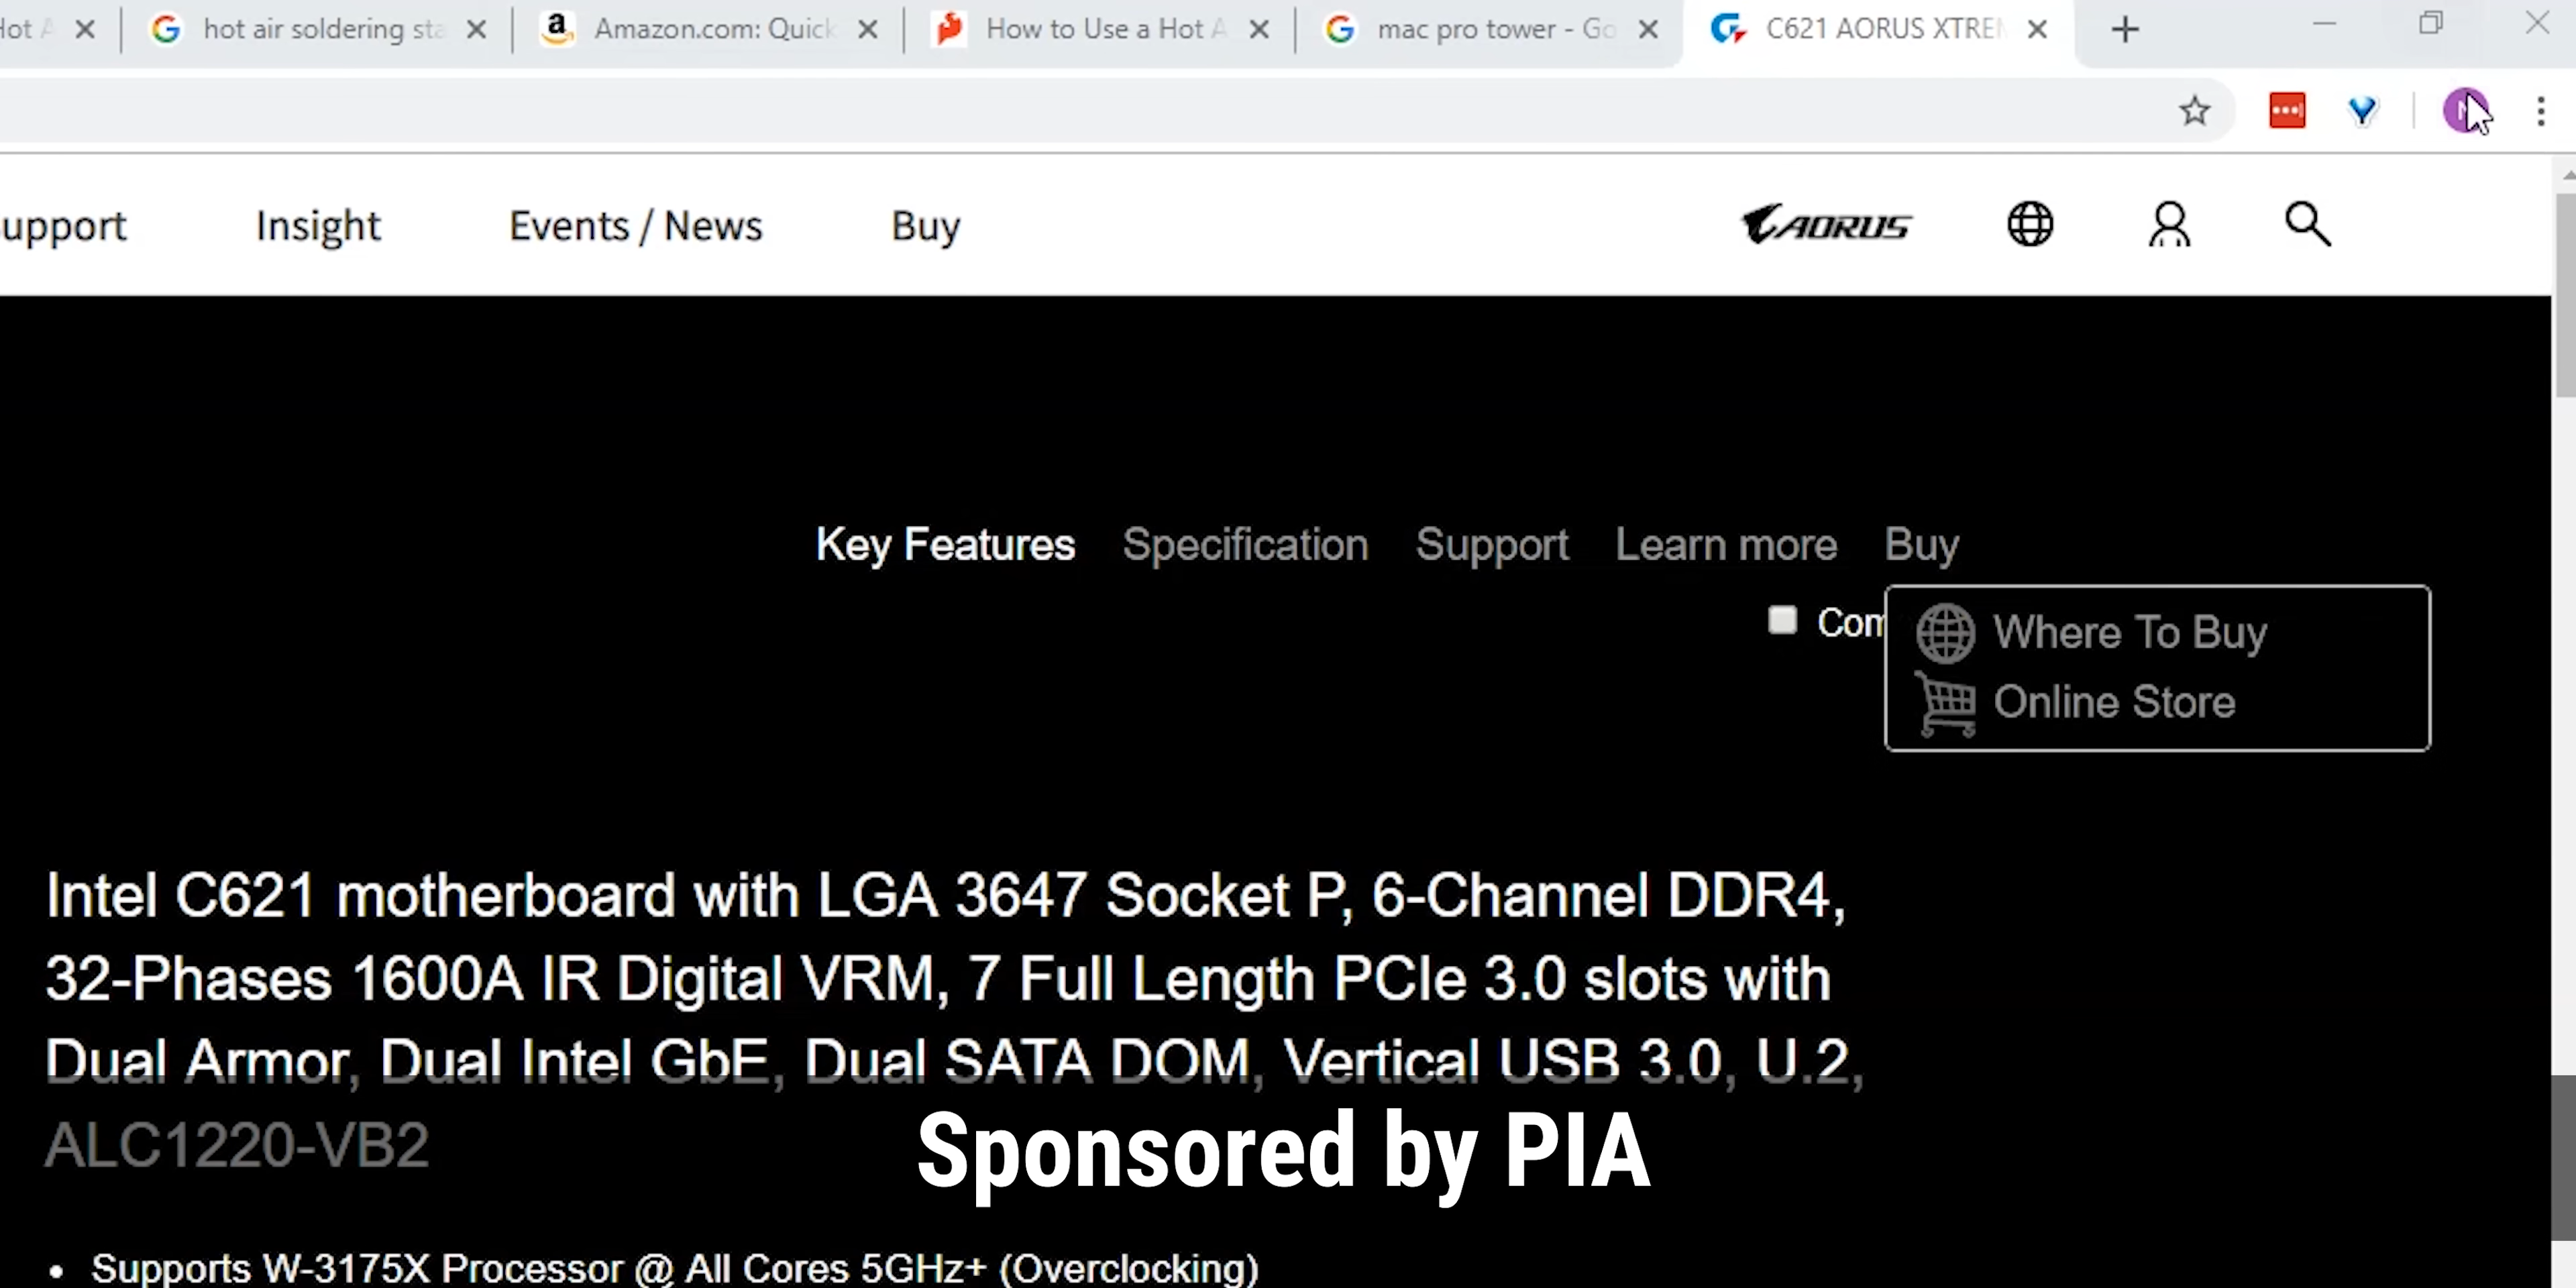 Hot A
hot air soldering sta
Amazon.com: Quick
How to Use a Hot A
mac pro tower - Go
C621 AORUS XTREM
upport
Insight
Events / News
Buy
AORUS
Key Features
Specification
Support
Learn more
Buy
Com
Where To Buy
Online Store
Intel C621 motherboard with LGA 3647 Socket P, 6-Channel DDR4,
32-Phases 1600A IR Digital VRM, 7 Full Length PCIe 3.0 slots with
Dual Armor, Dual Intel GbE, Dual SATA DOM, Vertical USB 3.0, U.2,
ALC1220-VB2
Sponsored by PIA
• Supports W-3175X Processor @ All Cores 5GHz+ (Overclocking)